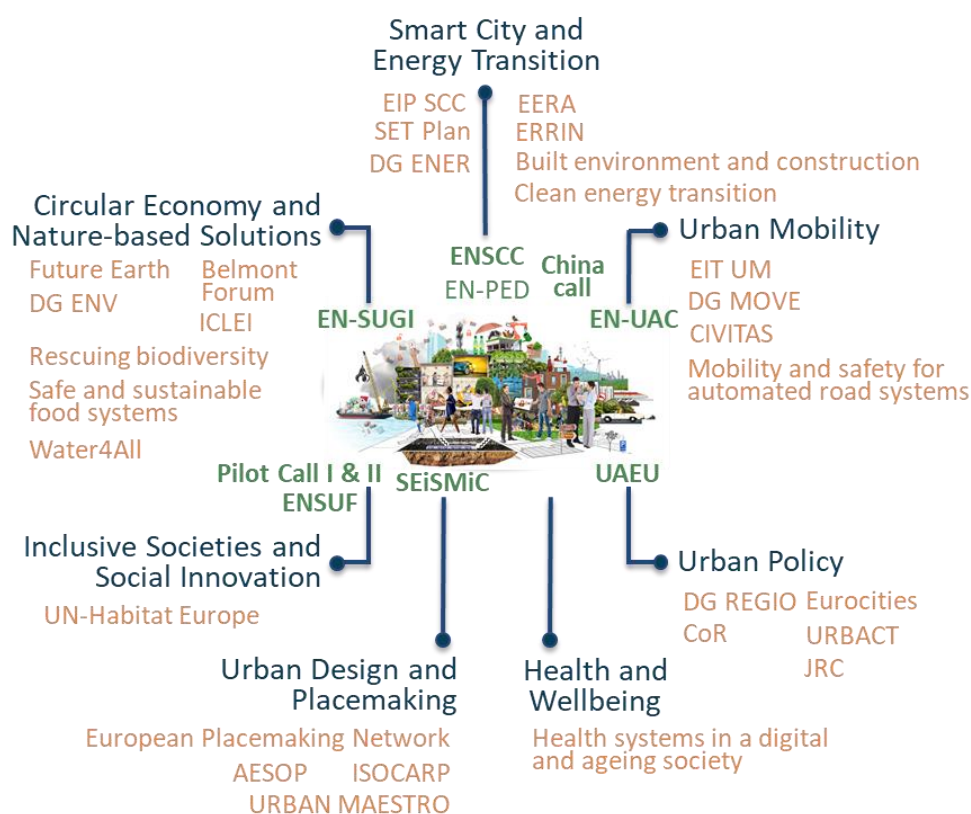 Smart City and
Energy Transition
EIP SCC
SET Plan
DG ENER
EERA
ERRIN
Built environment and construction
Clean energy transition
Circular Economy and
Nature-based Solutions
Future Earth
DG ENV
Belmont
Forum
ICLEI
Rescuing biodiversity
Safe and sustainable
food systems
Water4All
Urban Mobility
EIT UM
DG MOVE
CIVITAS
Mobility and safety for
automated road systems
ENSCC
EN-PED
China
call
EN-SUGI
EN-UAC
Pilot Call I & II
ENSUF
SEiSMiC
UAEU
Inclusive Societies and
Social Innovation
UN-Habitat Europe
Urban Policy
DG REGIO
CoR
Eurocities
URBACT
JRC
Urban Design and
Placemaking
European Placemaking Network
AESOP ISOCARP
URBAN MAESTRO
Health and
Wellbeing
Health systems in a digital
and ageing society